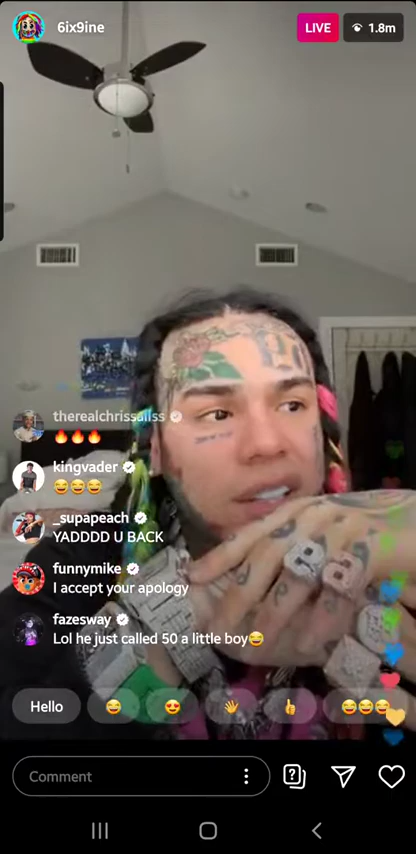 6ix9ine
LIVE
1.8m
therealchrissailss
🔥🔥🔥
kingvader
😂😂😂
_supapeach
YADDDD U BACK
funnymike
I accept your apology
fazesway
Lol he just called 50 a little boy😂
Hello 😂 😍 👋 👍 😂😂😂
Comment